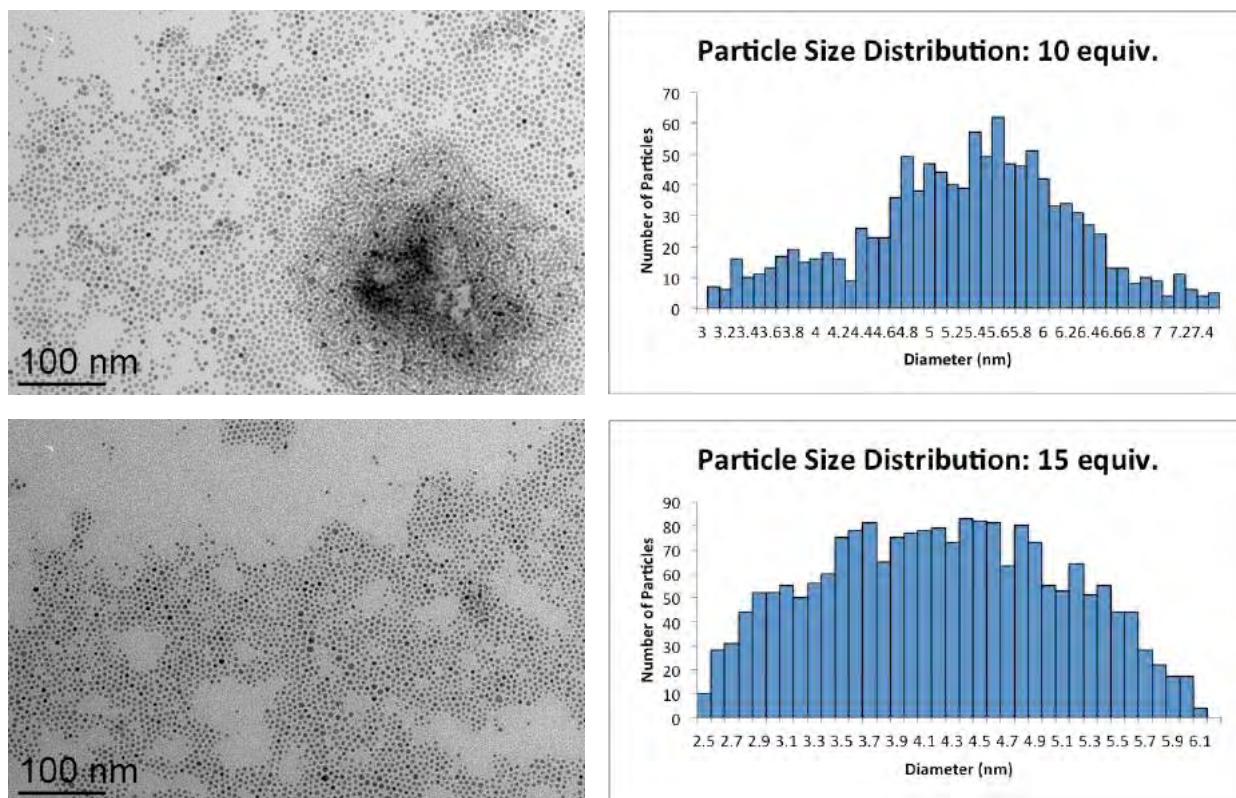 100 nm
Particle Size Distribution: 10 equiv.
Number of Particles
70
60
50
40
30
20
10
0
3 3.23.43.63.8 4 4.24.44.64.8 5 5.25.45.65.8 6 6.26.46.66.8 7 7.27.4
Diameter (nm)
100 nm
Particle Size Distribution: 15 equiv.
Number of Particles
90
80
70
60
50
40
30
20
10
0
2.5 2.7 2.9 3.1 3.3 3.5 3.7 3.9 4.1 4.3 4.5 4.7 4.9 5.1 5.3 5.5 5.7 5.9 6.1
Diameter (nm)